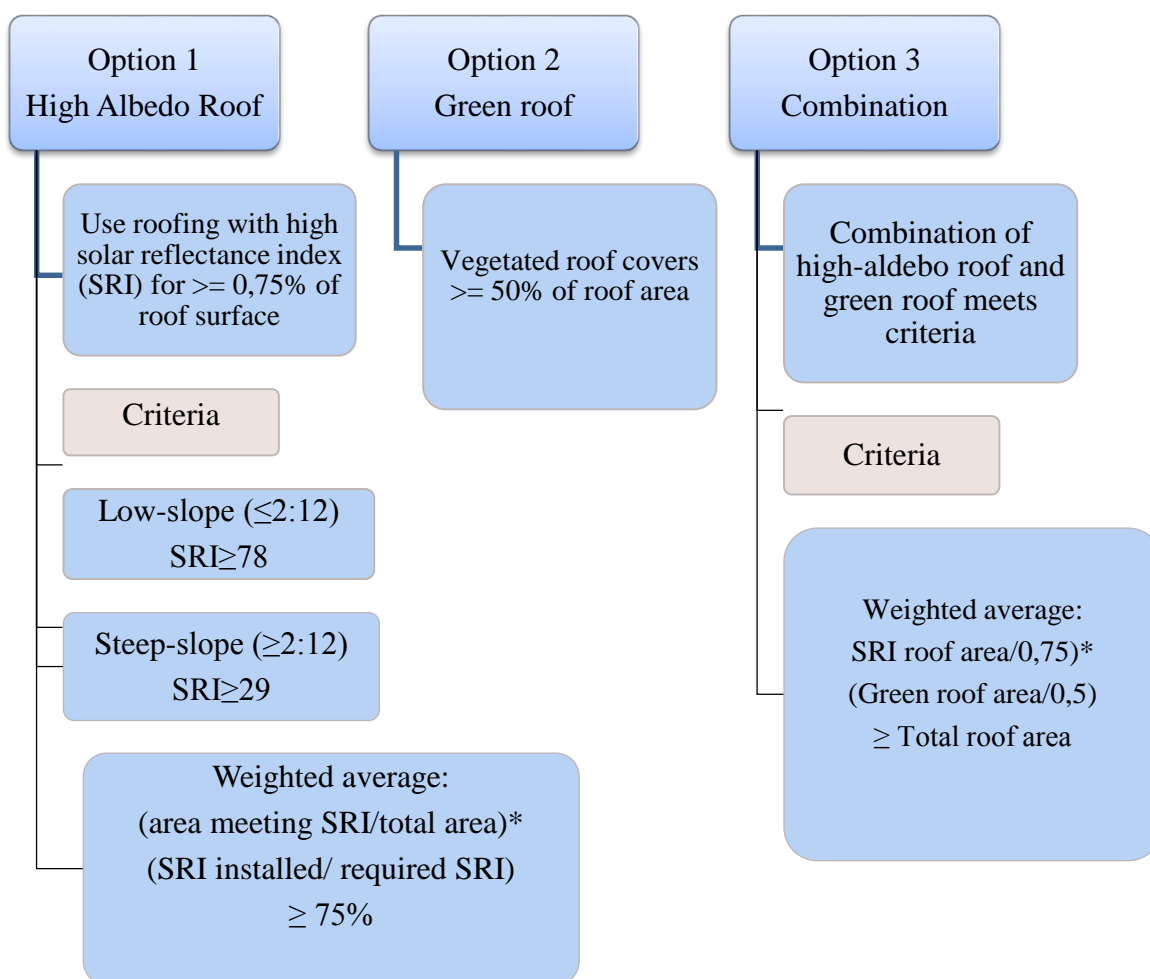 Option 1
High Albedo Roof
Use roofing with high
solar reflectance index
(SRI) for >= 0,75% of
roof surface
Criteria
Low-slope (≤2:12)
SRI≥78
Steep-slope (≥2:12)
SRI≥29
Weighted average:
(area meeting SRI/total area)*
(SRI installed/ required SRI)
≥ 75%
Option 2
Green roof
Vegetated roof covers
>= 50% of roof area
Option 3
Combination
Combination of
high-aldebo roof and
green roof meets
criteria
Criteria
Weighted average:
SRI roof area/0,75)*
(Green roof area/0,5)
≥ Total roof area